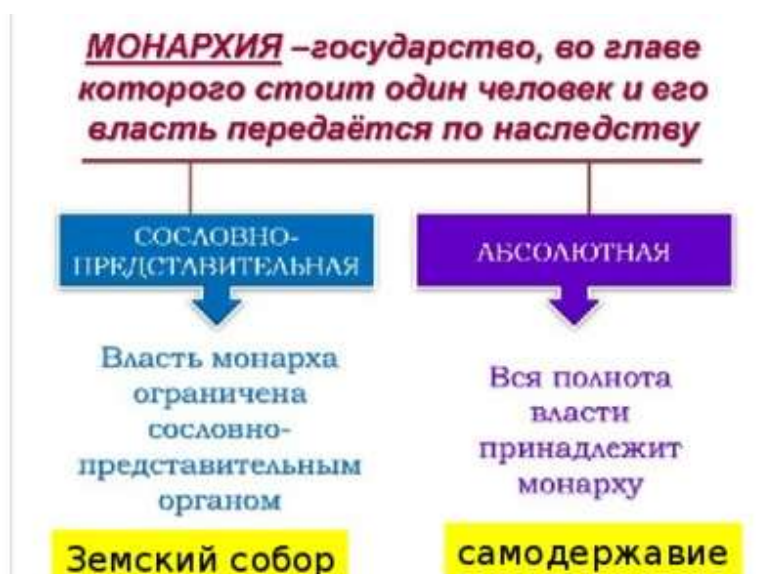 МОНАРХИЯ –государство, во главе
которого стоит один человек и его
власть передаётся по наследству
СОСЛОВНО-
ПРЕДСТАВИТЕЛЬНАЯ
Власть монарха
ограничена
сословно-
представительным
органом
Земский собор
АБСОЛЮТНАЯ
Вся полнота
власти
принадлежит
монарху
самодержавие